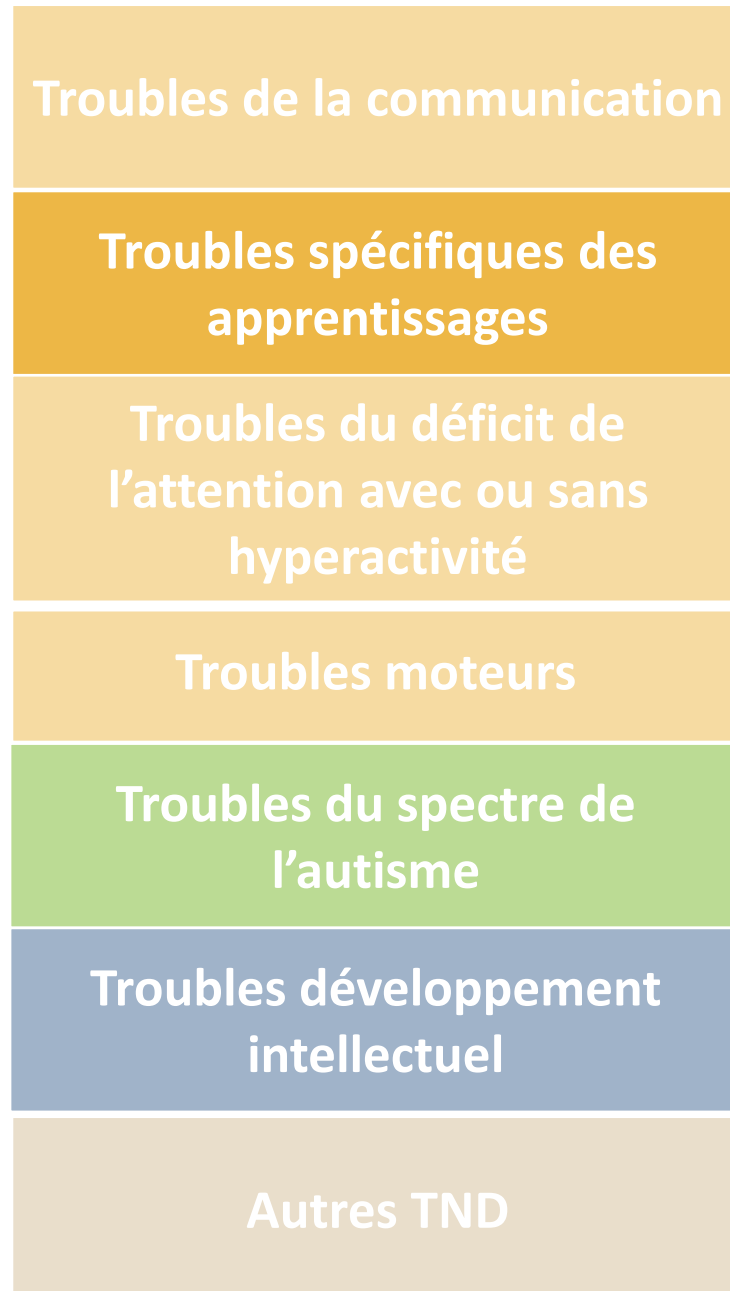 Troubles de la communication
Troubles spécifiques des
apprentissages
Troubles du déficit de
l’attention avec ou sans
hyperactivité
Troubles moteurs
Troubles du spectre de
l’autisme
Troubles développement
intellectuel
Autres TND